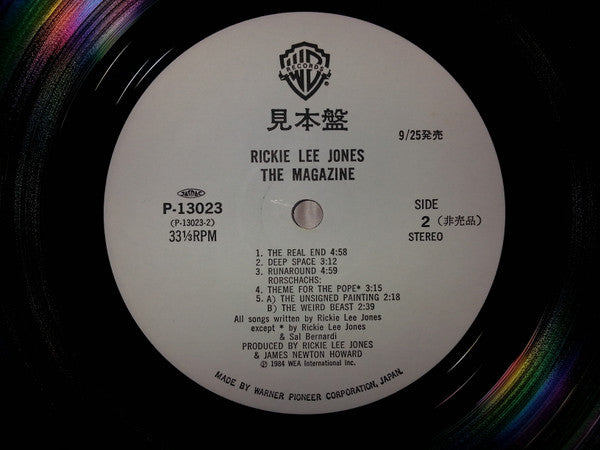 WB
RECORDS
見本盤
9/25発売
RICKIE LEE JONES
THE MAGAZINE
JASRAC
P-13023
(P-13023-2)
33⅓RPM
SIDE
2 (非売品)
STEREO
1. THE REAL END 4:58
2. DEEP SPACE 3:12
3. RUNAROUND 4:59
RORSCHACHS:
4. THEME FOR THE POPE* 3:15
5. A) THE UNSIGNED PAINTING 2:18
B) THE WEIRD BEAST 2:39
All songs written by Rickie Lee Jones
except * by Rickie Lee Jones
& Sal Bernardi
PRODUCED BY RICKIE LEE JONES
& JAMES NEWTON HOWARD
℗ 1984 WEA International Inc.
MADE BY WARNER PIONEER CORPORATION, JAPAN.